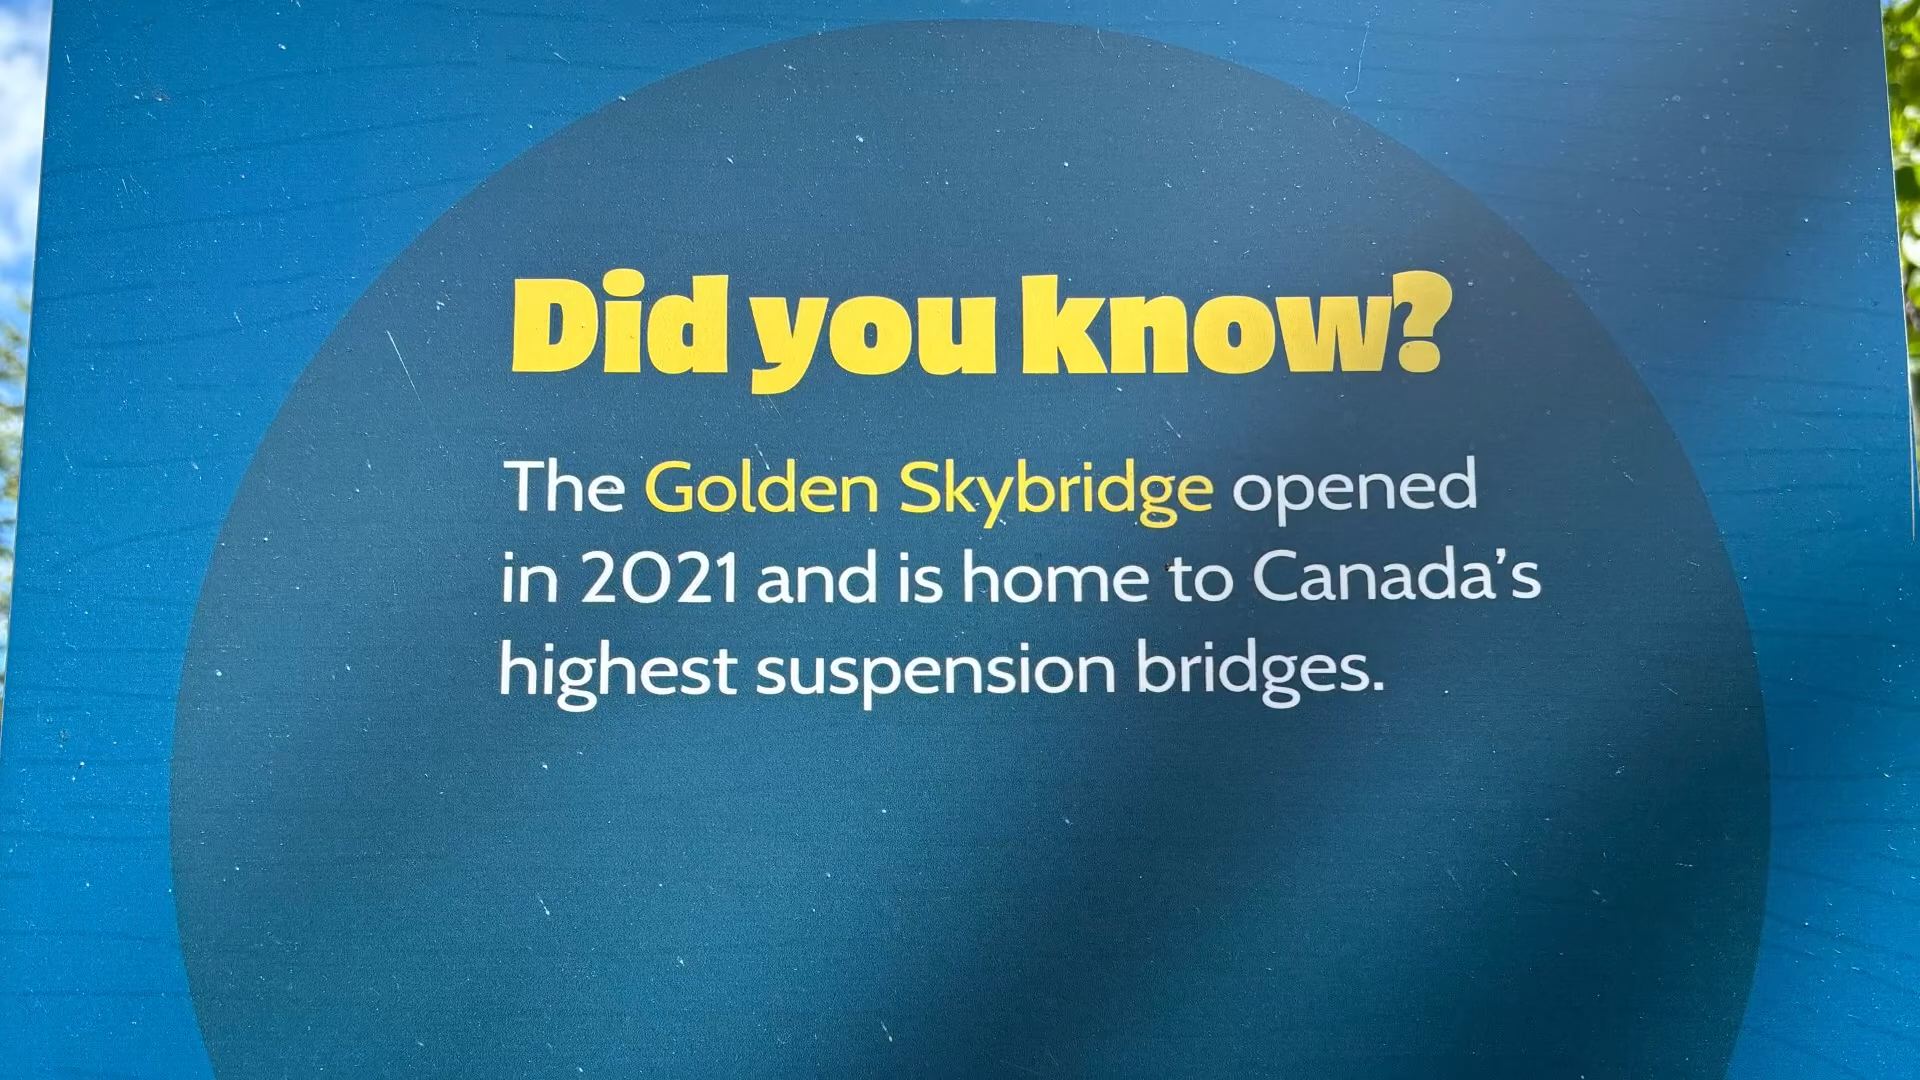 Did you know?
The Golden Skybridge opened
in 2021 and is home to Canada’s
highest suspension bridges.